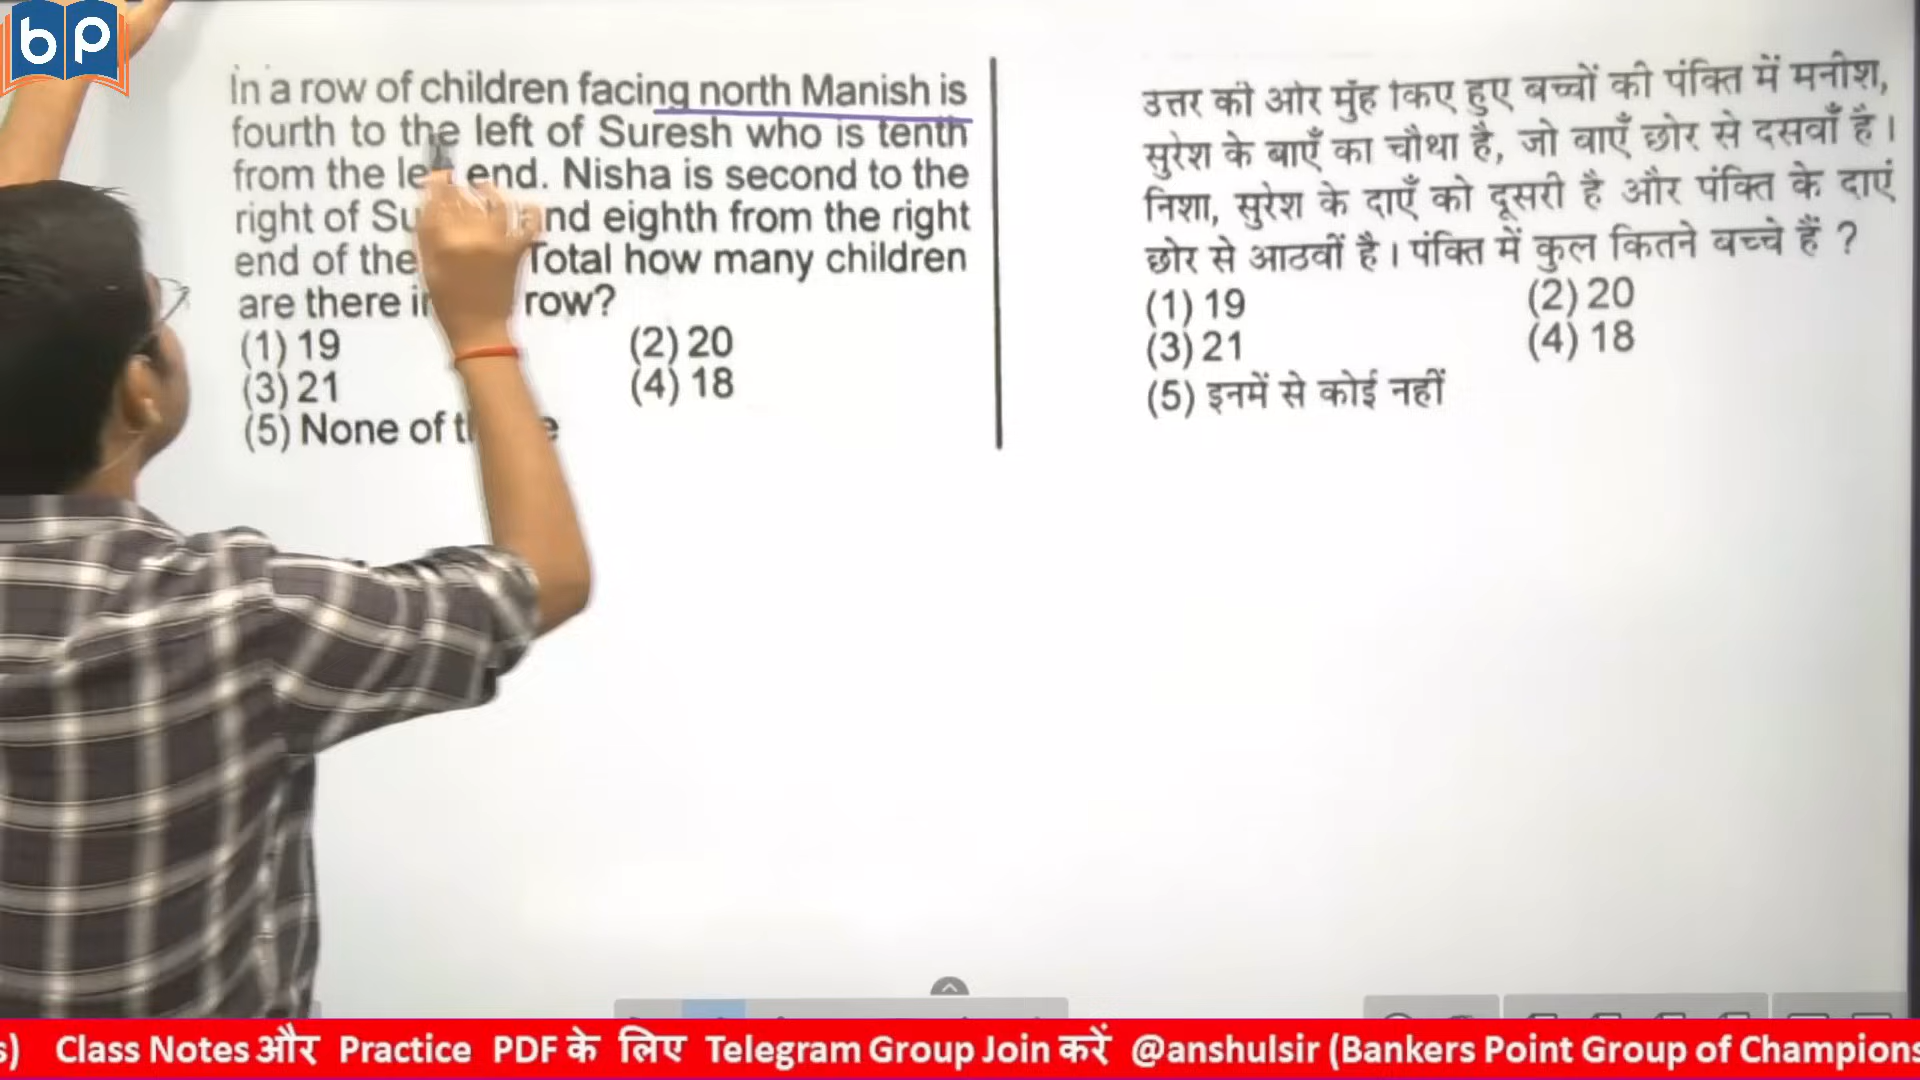 bp
In a row of children facing north Manish is
fourth to the left of Suresh who is tenth
from the end. Nisha is second to the
right of and eighth from the right
end of the Total how many children
are there row?
(1) 19 (2) 20
(3) 21 (4) 18
(5) None of
उत्तर की ओर मुँह किए हुए बच्चों की पंक्ति में मनीश,
सुरेश के बाएँ का चौथा है, जो बाएँ छोर से दसवाँ है।
निशा, सुरेश के दाएँ को दूसरी है और पंक्ति के दाएं
छोर से आठवीं है। पंक्ति में कुल कितने बच्चे हैं ?
(1) 19 (2) 20
(3) 21 (4) 18
(5) इनमें से कोई नहीं
s) Class Notes और Practice PDF के लिए Telegram Group Join करें @anshulsir (Bankers Point Group of Champions